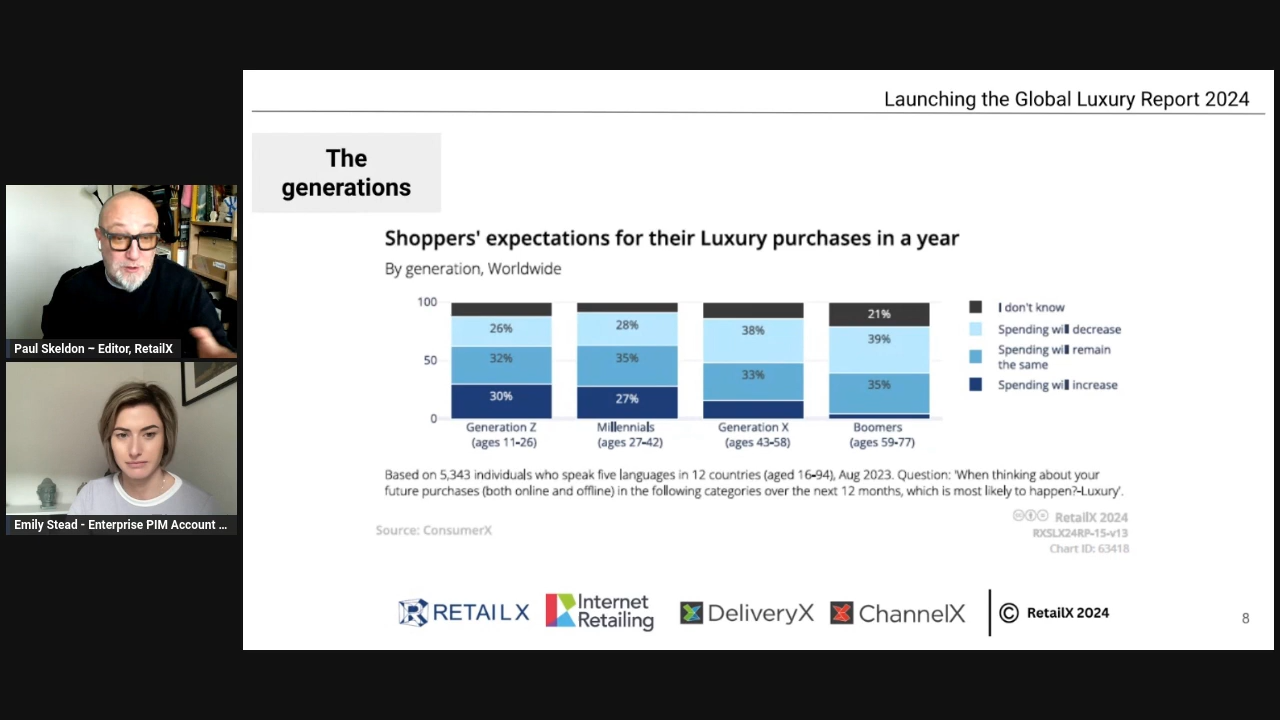 Launching the Global Luxury Report 2024
The
generations
Shoppers' expectations for their Luxury purchases in a year
By generation, Worldwide
100
50
0
26%
32%
30%
28%
35%
27%
38%
33%
21%
39%
35%
Generation Z
(ages 11-26)
Millennials
(ages 27-42)
Generation X
(ages 43-58)
Boomers
(ages 59-77)
I don't know
Spending will decrease
Spending will remain
the same
Spending will increase
Based on 5,343 individuals who speak five languages in 12 countries (aged 16-94), Aug 2023. Question: 'When thinking about your
future purchases (both online and offline) in the following categories over the next 12 months, which is most likely to happen?-Luxury'.
Source: ConsumerX
RetailX 2024
RXSLX24RP-15-v13
Chart ID: 63418
RETAIL X
Internet
Retailing
DeliveryX
ChannelX
© RetailX 2024
8
Paul Skeldon – Editor, RetailX
Emily Stead - Enterprise PIM Account ...